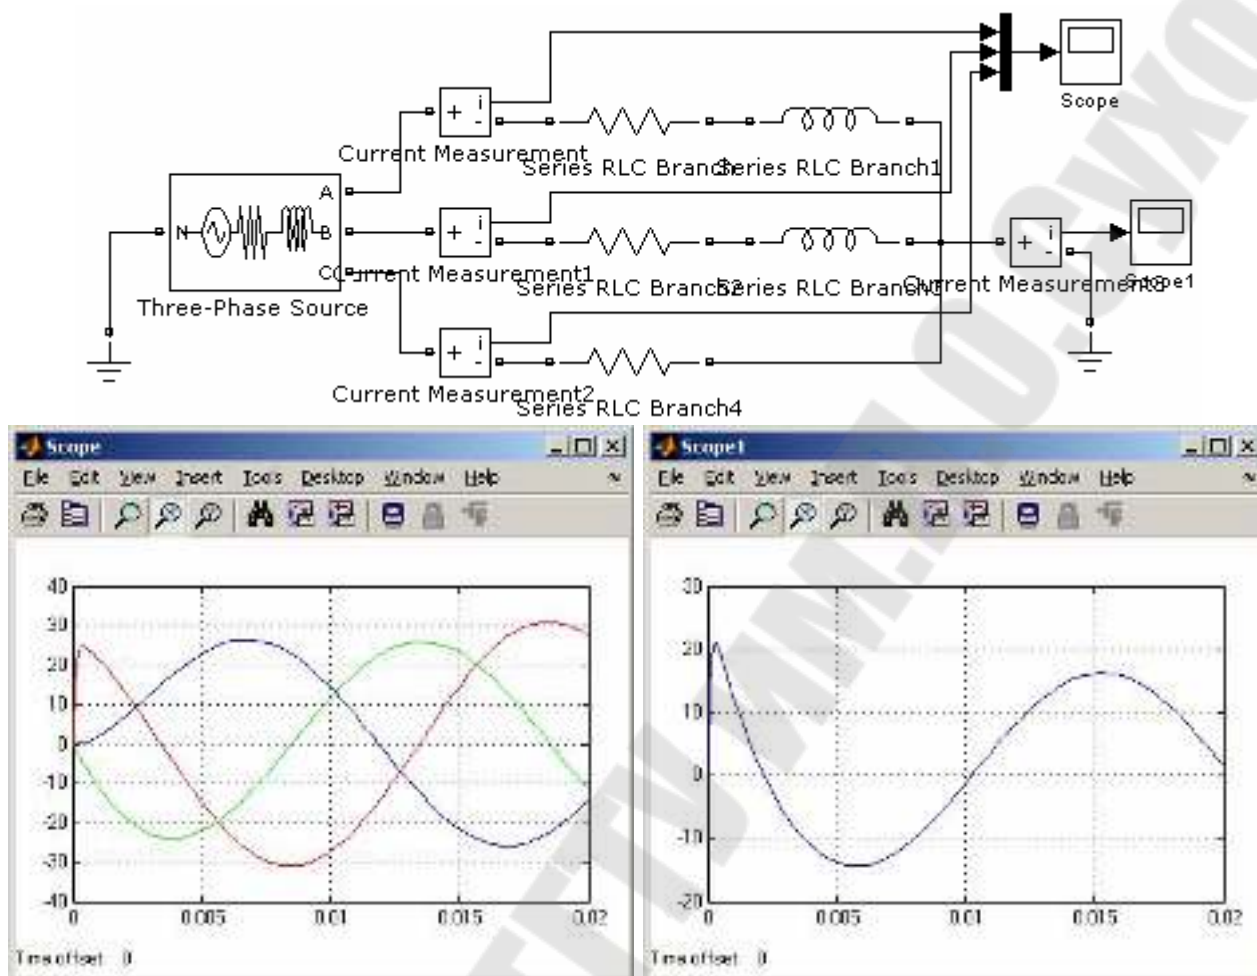 Scope
Current Measurement
Series RLC Branch
Series RLC Branch1
A
N
B
C
Three-Phase Source
Current Measurement1
Series RLC Branch2
Series RLC Branch3
Current Measurement3
Scope1
Current Measurement2
Series RLC Branch4
+ i -
+ i -
+ i -
+ i -
Scope
File Edit View Insert Tools Desktop Window Help
40
30
20
10
0
-10
-20
-30
-40
0 0.005 0.01 0.015 0.02
Time offset: 0
Scope1
File Edit View Insert Tools Desktop Window Help
30
20
10
0
-10
-20
0 0.005 0.01 0.015 0.02
Time offset: 0